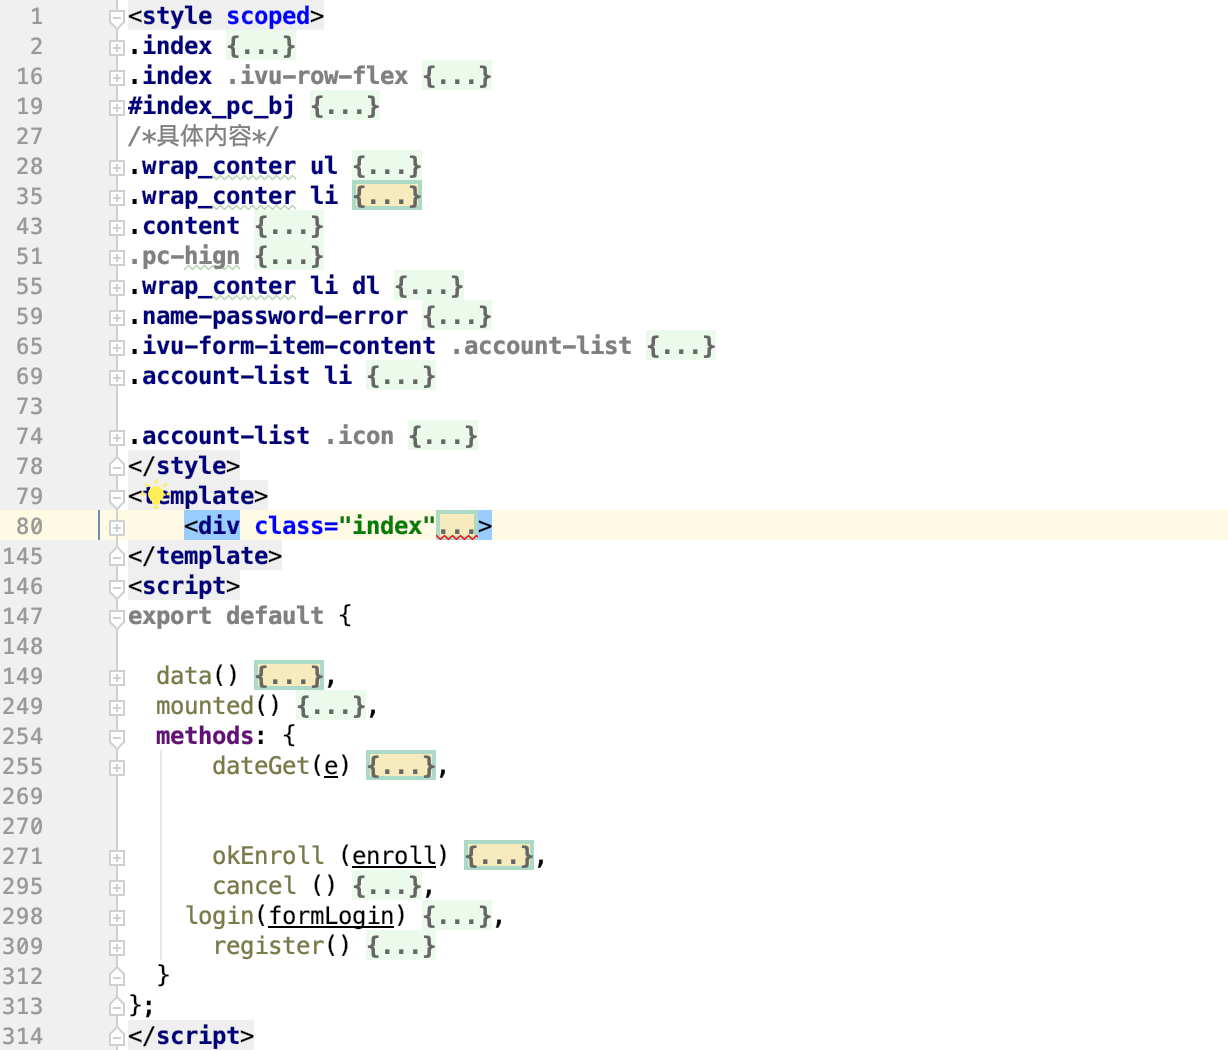 1 <style scoped>
2 .index {...}
16 .index .ivu-row-flex {...}
19 #index_pc_bj {...}
27 /*具体内容*/
28 .wrap_conter ul {...}
35 .wrap_conter li {...}
43 .content {...}
51 .pc-hign {...}
55 .wrap_conter li dl {...}
59 .name-password-error {...}
65 .ivu-form-item-content .account-list {...}
69 .account-list li {...}
73
74 .account-list .icon {...}
78 </style>
79 <template>
80 <div class="index"...>
145 </template>
146 <script>
147 export default {
148
149 data() {...},
249 mounted() {...},
254 methods: {
255 dateGet(e) {...},
269
270
271 okEnroll (enroll) {...},
295 cancel () {...},
298 login(formLogin) {...},
309 register() {...}
312 }
313 };
314 </script>